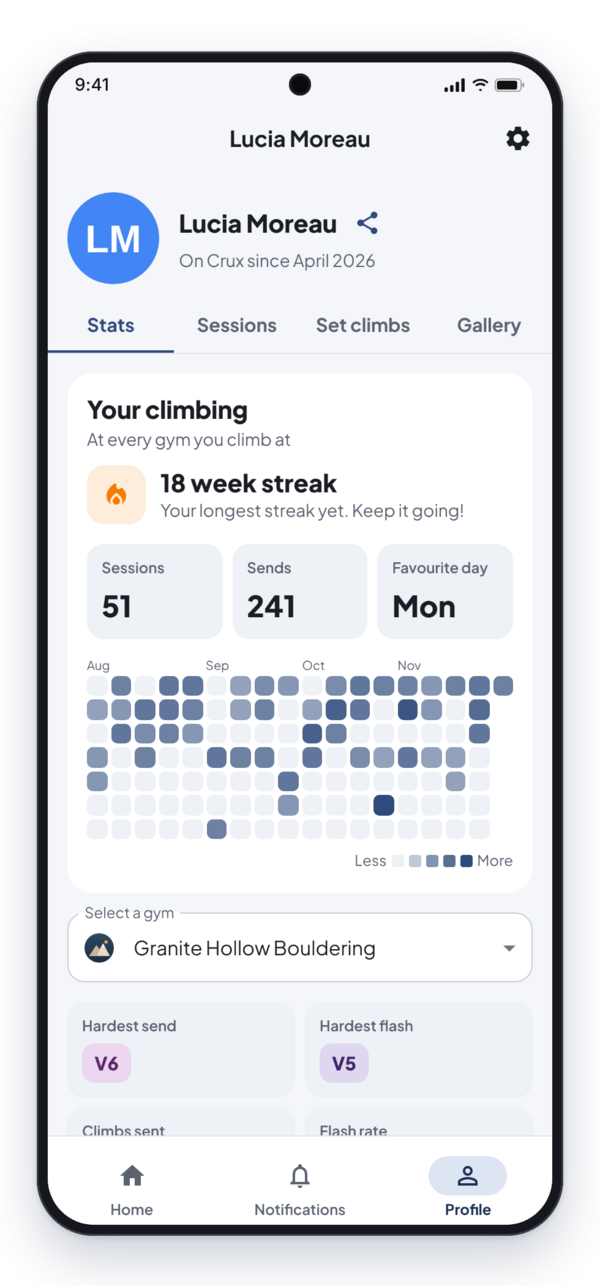 9:41
Lucia Moreau
LM
Lucia Moreau
On Crux since April 2026
Stats Sessions Set climbs Gallery
Your climbing
At every gym you climb at
18 week streak
Your longest streak yet. Keep it going!
Sessions Sends Favourite day
51 241 Mon
Aug Sep Oct Nov
Less More
Select a gym
Granite Hollow Bouldering
Hardest send Hardest flash
V6 V5
Climbs sent Flash rate
Home Notifications Profile